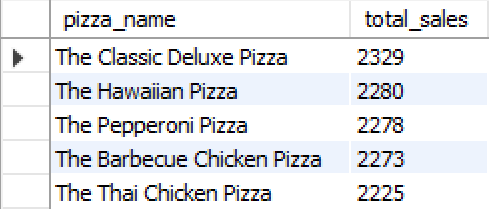 pizza_name total_sales
The Classic Deluxe Pizza 2329
The Hawaiian Pizza 2280
The Pepperoni Pizza 2278
The Barbecue Chicken Pizza 2273
The Thai Chicken Pizza 2225